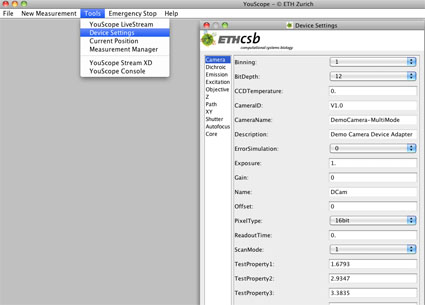 YouScope - © ETH Zurich
File New Measurement Tools Emergency Stop Help
YouScope LiveStream
Device Settings
Current Position
Measurement Manager
YouScope Stream XD
YouScope Console
Device Settings
ETH csb
computational systems biology
Camera
Dichroic
Emission
Excitation
Objective
Z
Path
XY
Shutter
Autofocus
Core
Binning: 1
BitDepth: 12
CCDTemperature: 0.
CameraID: V1.0
CameraName: DemoCamera-MultiMode
Description: Demo Camera Device Adapter
ErrorSimulation: 0
Exposure: 1.
Gain: 0
Name: DCam
Offset: 0
PixelType: 16bit
ReadoutTime: 0.
ScanMode: 1
TestProperty1: 1.6793
TestProperty2: 2.9347
TestProperty3: 3.3835